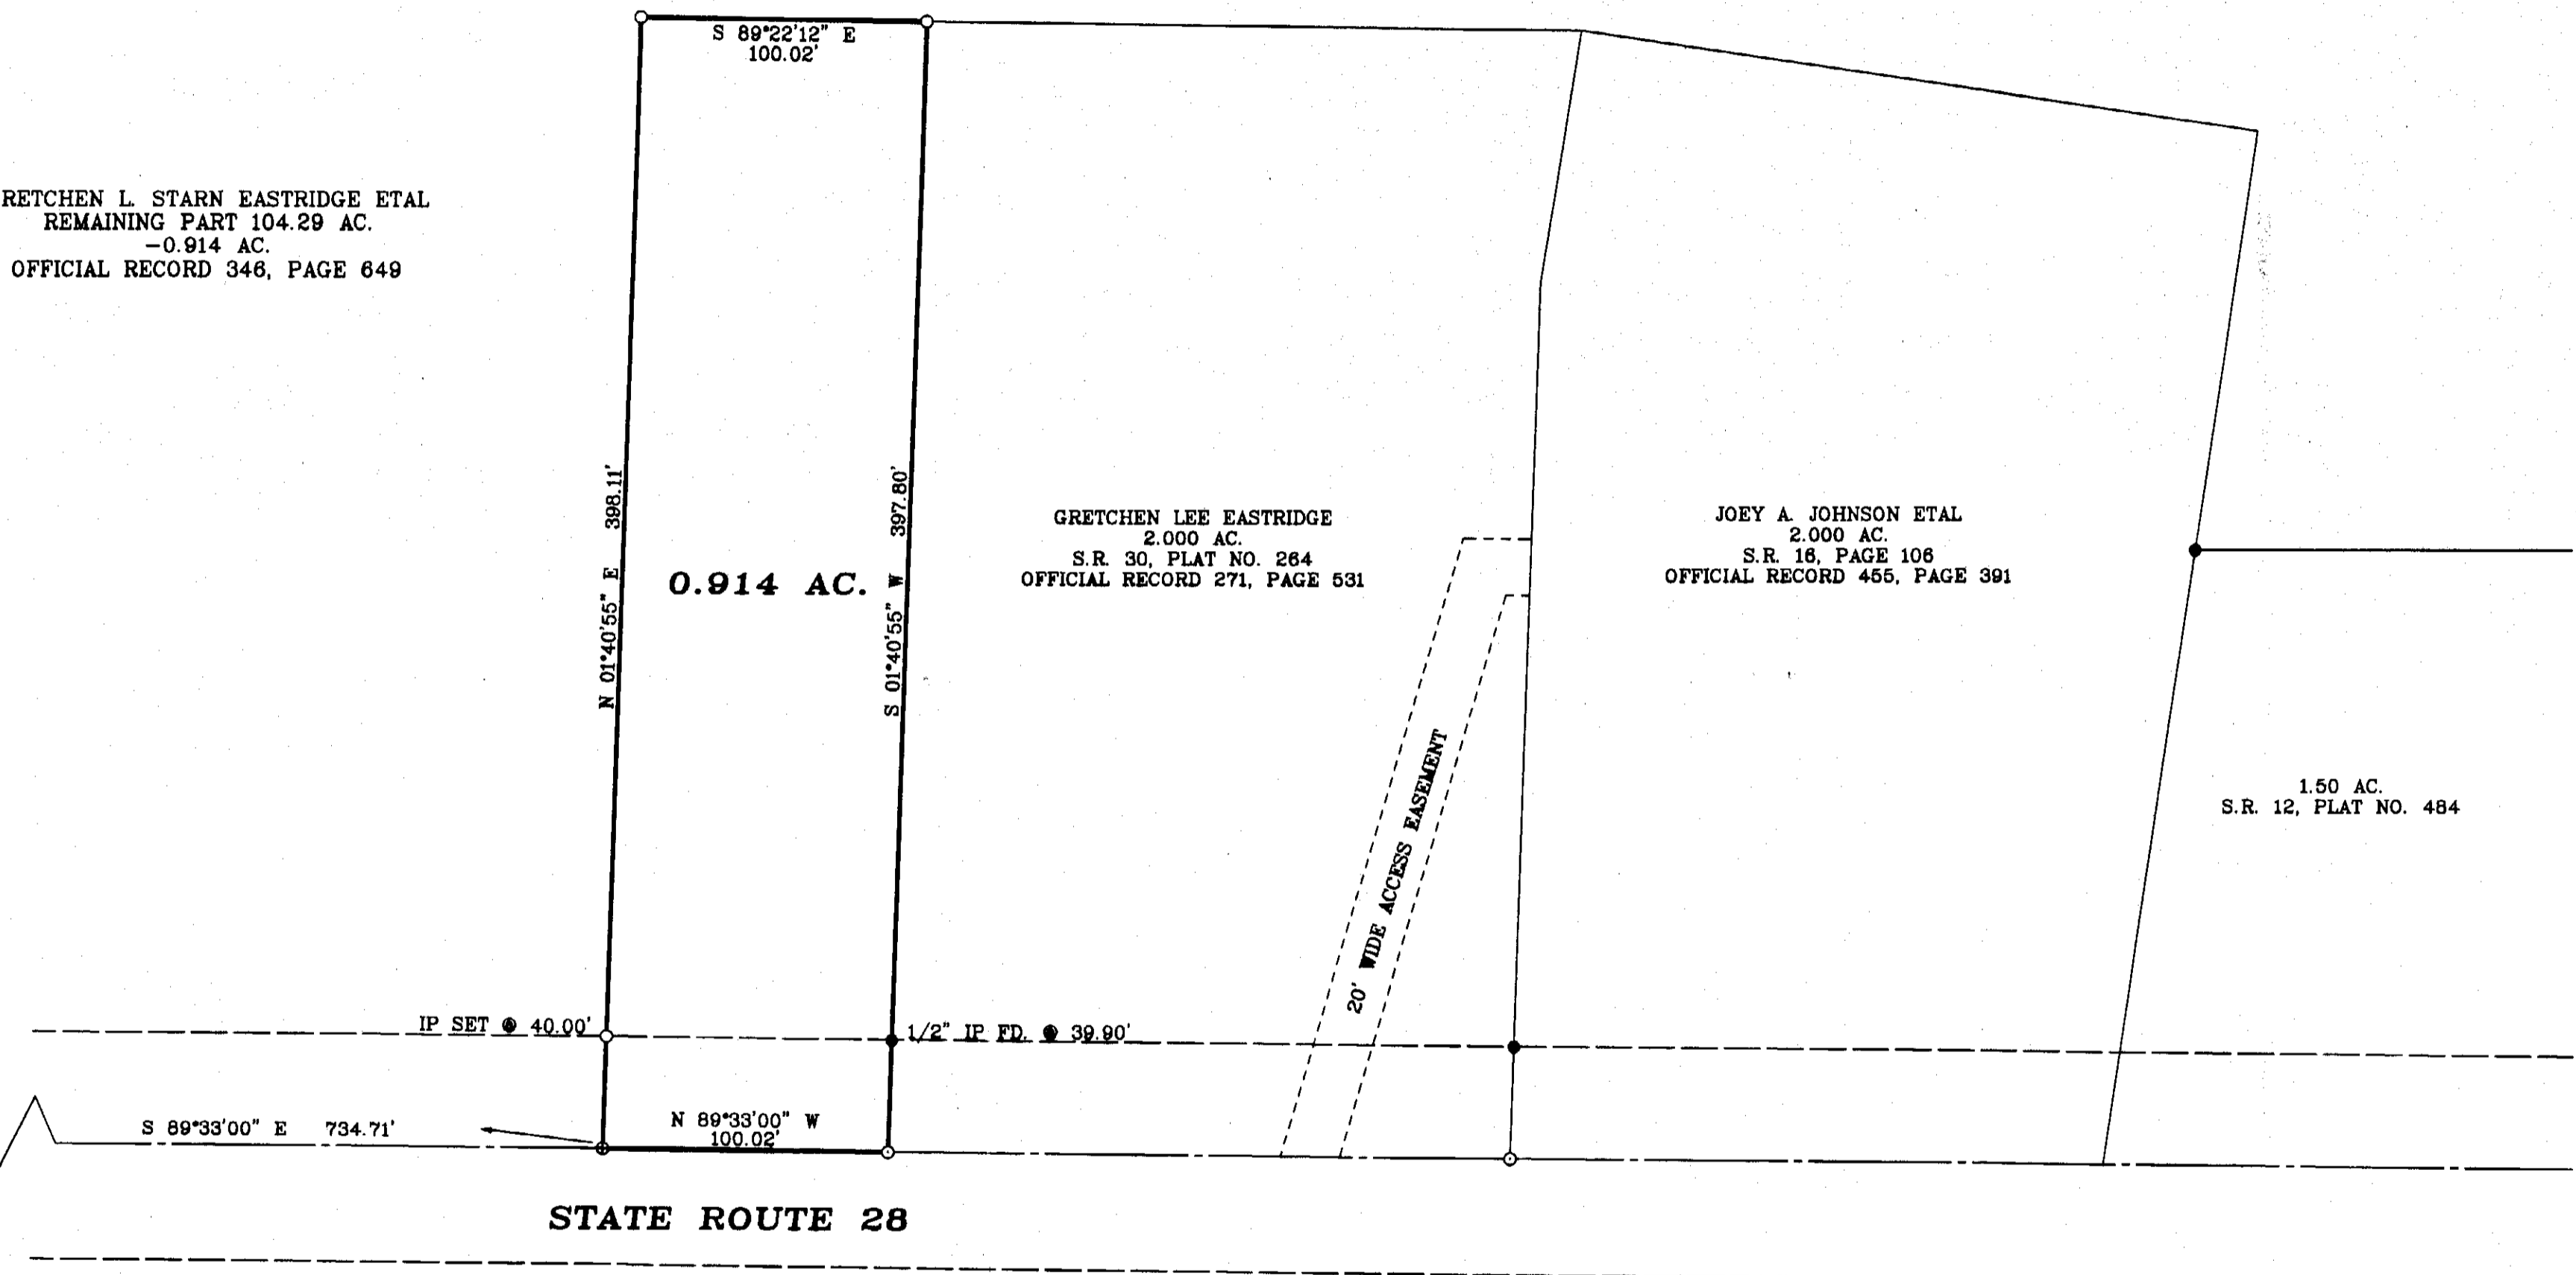 S 89°22'12" E
100.02'
RETCHEN L. STARN EASTRIDGE ETAL
REMAINING PART 104.29 AC.
-0.914 AC.
OFFICIAL RECORD 346, PAGE 649
N 01°40'55" E 398.11'
0.914 AC.
S 01°40'55" W 397.80'
GRETCHEN LEE EASTRIDGE
2.000 AC.
S.R. 30, PLAT NO. 264
OFFICIAL RECORD 271, PAGE 531
JOEY A. JOHNSON ETAL
2.000 AC.
S.R. 16, PAGE 106
OFFICIAL RECORD 455, PAGE 391
20' WIDE ACCESS EASEMENT
1.50 AC.
S.R. 12, PLAT NO. 484
IP SET @ 40.00'
1/2" IP FD. @ 39.90'
S 89°33'00" E 734.71'
N 89°33'00" W
100.02'
STATE ROUTE 28